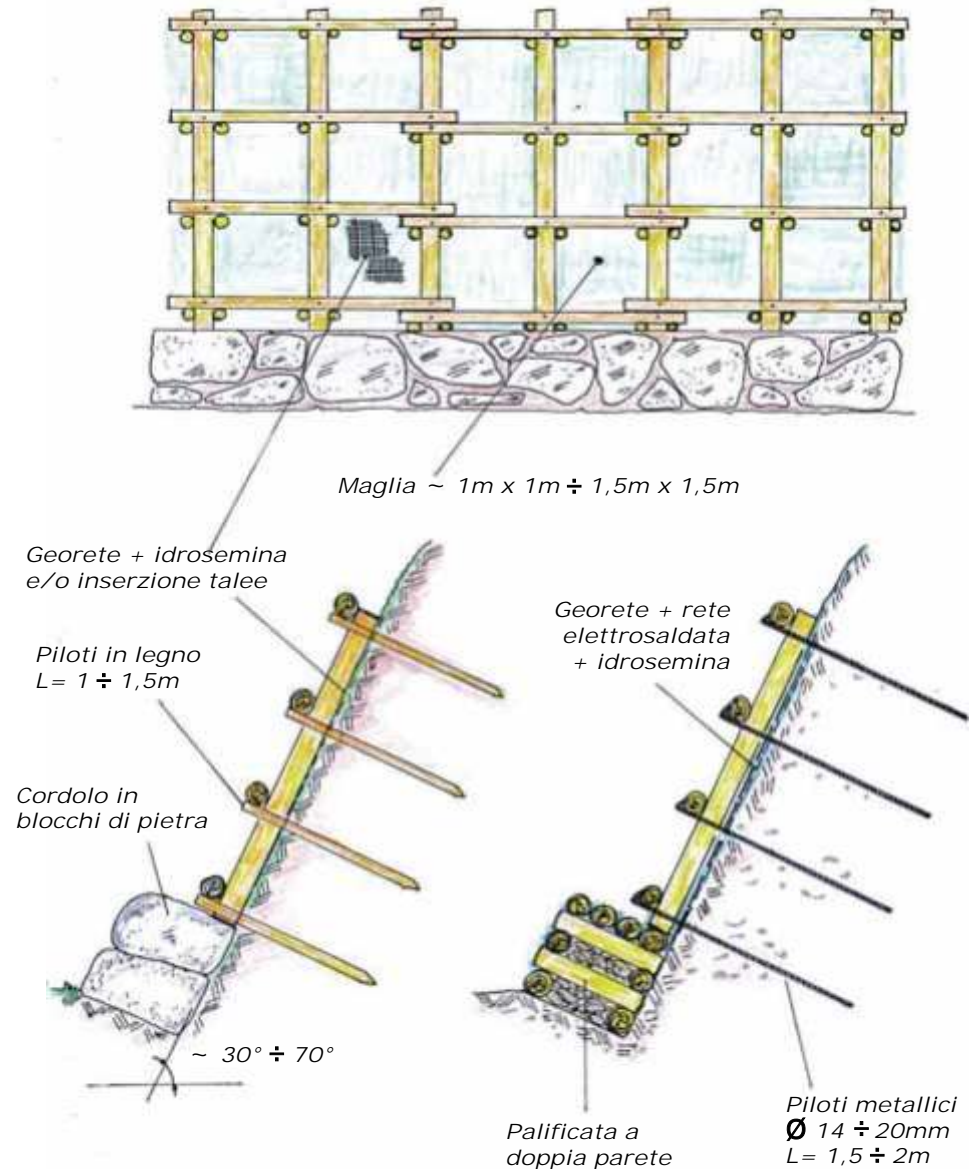 Maglia ~ 1m x 1m ÷ 1,5m x 1,5m
Georete + idrosemina
e/o inserzione talee
Piloti in legno
L= 1 ÷ 1,5m
Cordolo in
blocchi di pietra
~ 30° ÷ 70°
Georete + rete
elettrosaldata
+ idrosemina
Palificata a
doppia parete
Piloti metallici
Ø 14 ÷ 20mm
L= 1,5 ÷ 2m